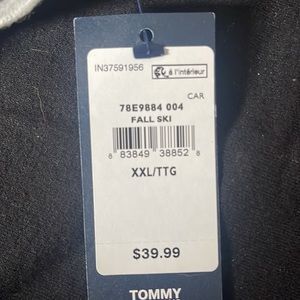 IN37591956 à l'intérieur
CAR
78E9884 004
FALL SKI
8 83849 38852 8
XXL/TTG
$39.99
TOMMY